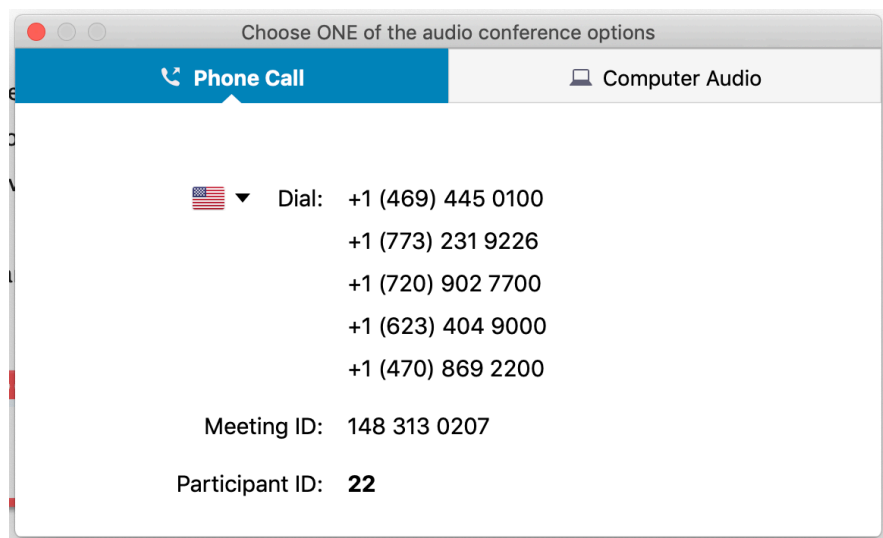 Choose ONE of the audio conference options
Phone Call
Computer Audio
Dial: +1 (469) 445 0100
+1 (773) 231 9226
+1 (720) 902 7700
+1 (623) 404 9000
+1 (470) 869 2200
Meeting ID: 148 313 0207
Participant ID: 22